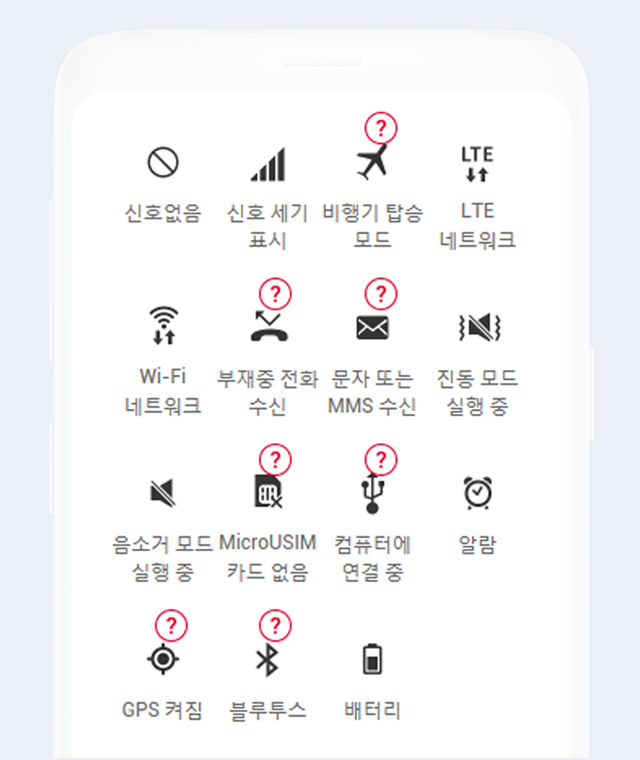 ?
LTE
신호없음 신호 세기 표시 비행기 탑승 모드 LTE 네트워크
? ?
Wi-Fi 네트워크 부재중 전화 수신 문자 또는 MMS 수신 진동 모드 실행 중
? ?
음소거 모드 실행 중 MicroUSIM 카드 없음 컴퓨터에 연결 중 알람
? ?
GPS 켜짐 블루투스 배터리